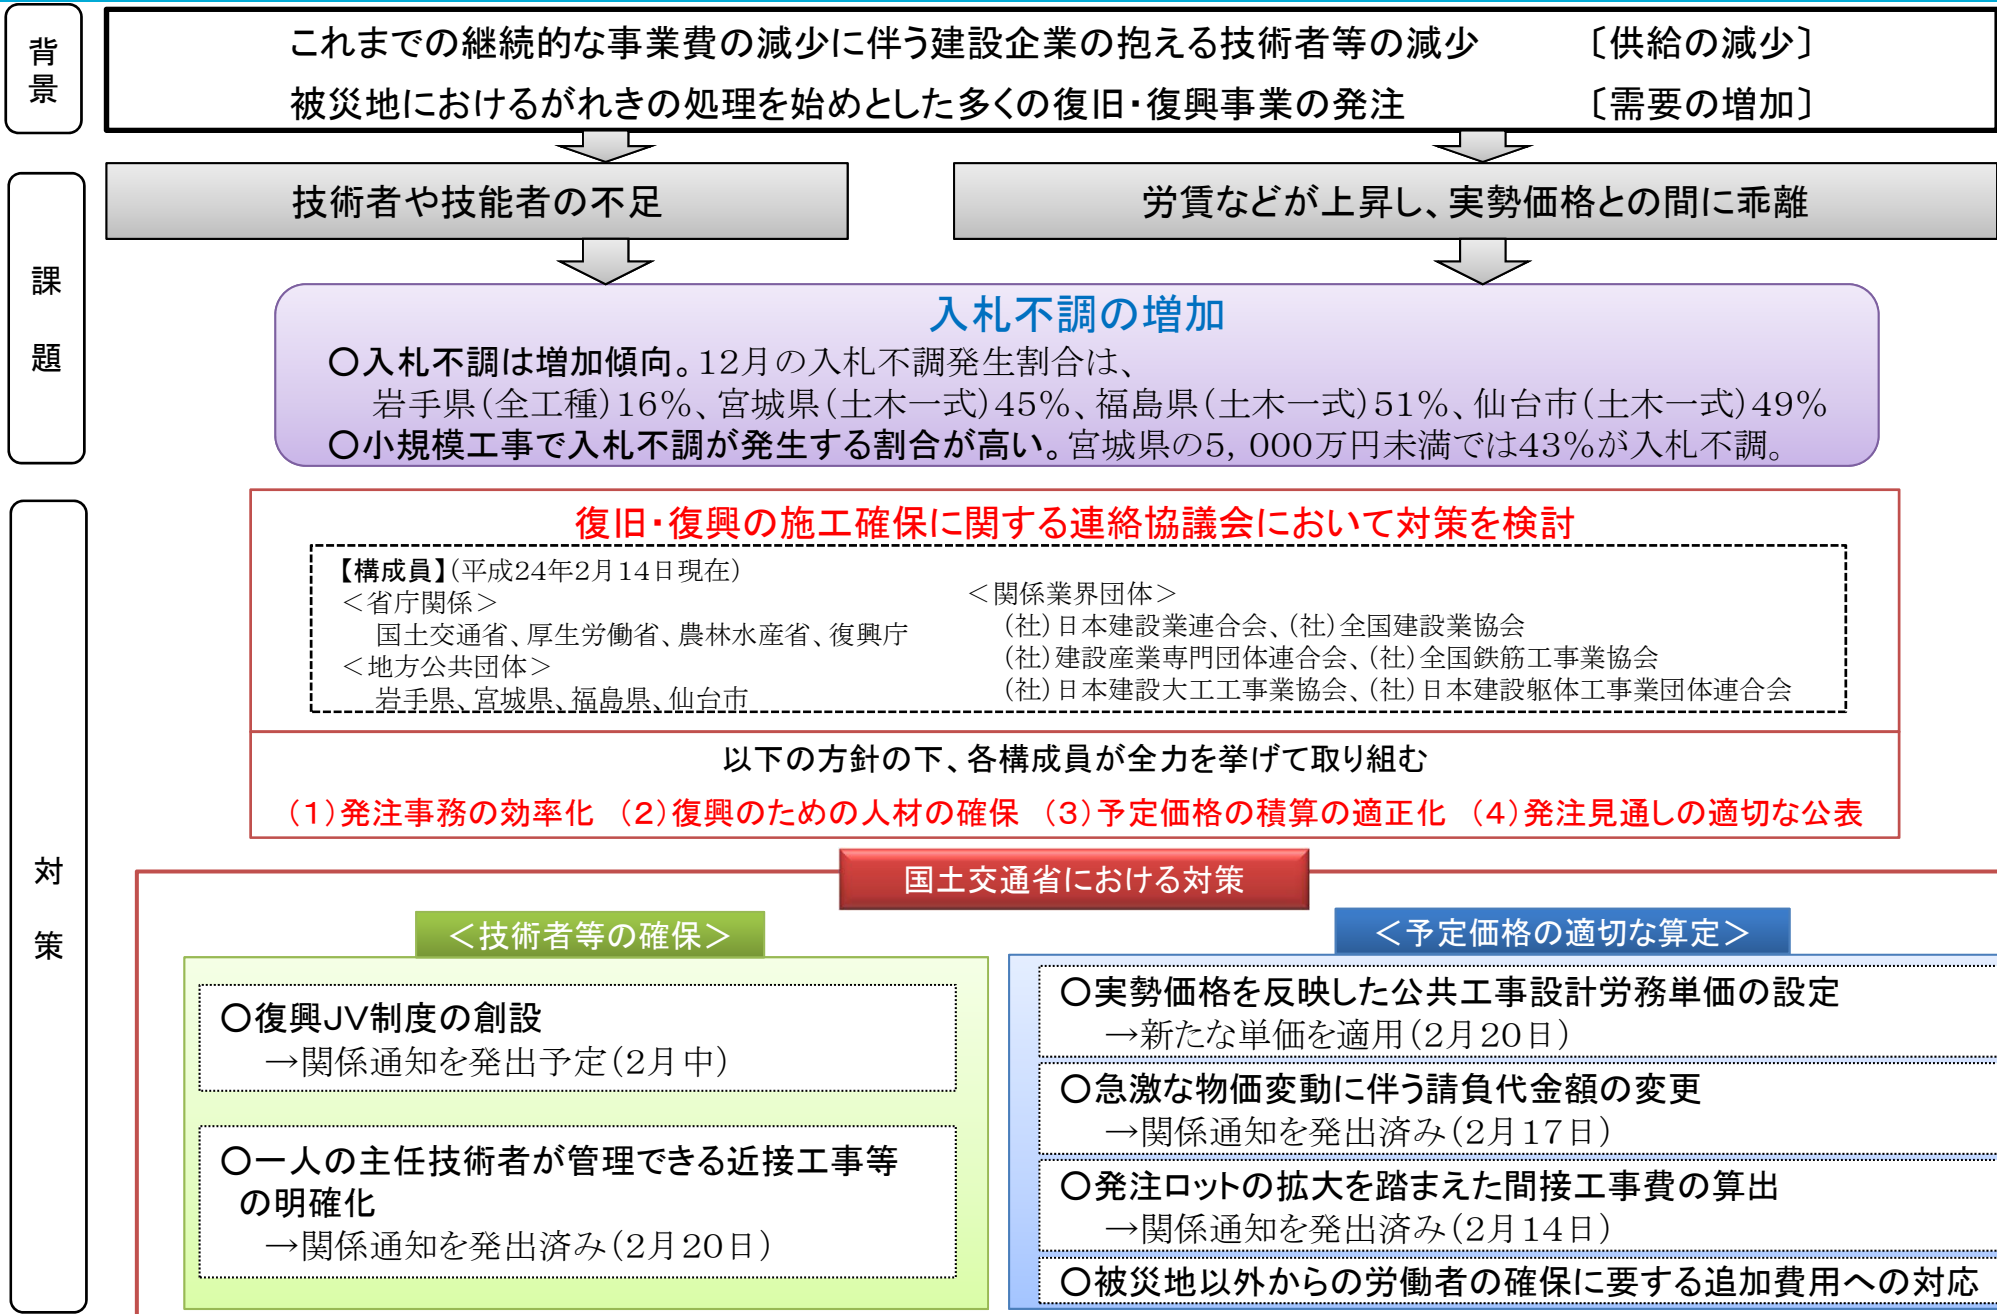 背景
これまでの継続的な事業費の減少に伴う建設企業の抱える技術者等の減少 〔供給の減少〕
被災地におけるがれきの処理を始めとした多くの復旧・復興事業の発注 〔需要の増加〕
課題
技術者や技能者の不足
労賃などが上昇し、実勢価格との間に乖離
入札不調の増加
○入札不調は増加傾向。12月の入札不調発生割合は、
岩手県(全工種)16%、宮城県(土木一式)45%、福島県(土木一式)51%、仙台市(土木一式)49%
○小規模工事で入札不調が発生する割合が高い。宮城県の5,000万円未満では43%が入札不調。
対策
復旧・復興の施工確保に関する連絡協議会において対策を検討
【構成員】(平成24年2月14日現在)
<省庁関係>
国土交通省、厚生労働省、農林水産省、復興庁
<地方公共団体>
岩手県、宮城県、福島県、仙台市
<関係業界団体>
(社)日本建設業連合会、(社)全国建設業協会
(社)建設産業専門団体連合会、(社)全国鉄筋工事業協会
(社)日本建設大工工事業協会、(社)日本建設躯体工事業団体連合会
以下の方針の下、各構成員が全力を挙げて取り組む
(1)発注事務の効率化 (2)復興のための人材の確保 (3)予定価格の積算の適正化 (4)発注見通しの適切な公表
国土交通省における対策
<技術者等の確保>
○復興JV制度の創設
→関係通知を発出予定(2月中)
○一人の主任技術者が管理できる近接工事等
の明確化
→関係通知を発出済み(2月20日)
<予定価格の適切な算定>
○実勢価格を反映した公共工事設計労務単価の設定
→新たな単価を適用(2月20日)
○急激な物価変動に伴う請負代金額の変更
→関係通知を発出済み(2月17日)
○発注ロットの拡大を踏まえた間接工事費の算出
→関係通知を発出済み(2月14日)
○被災地以外からの労働者の確保に要する追加費用への対応